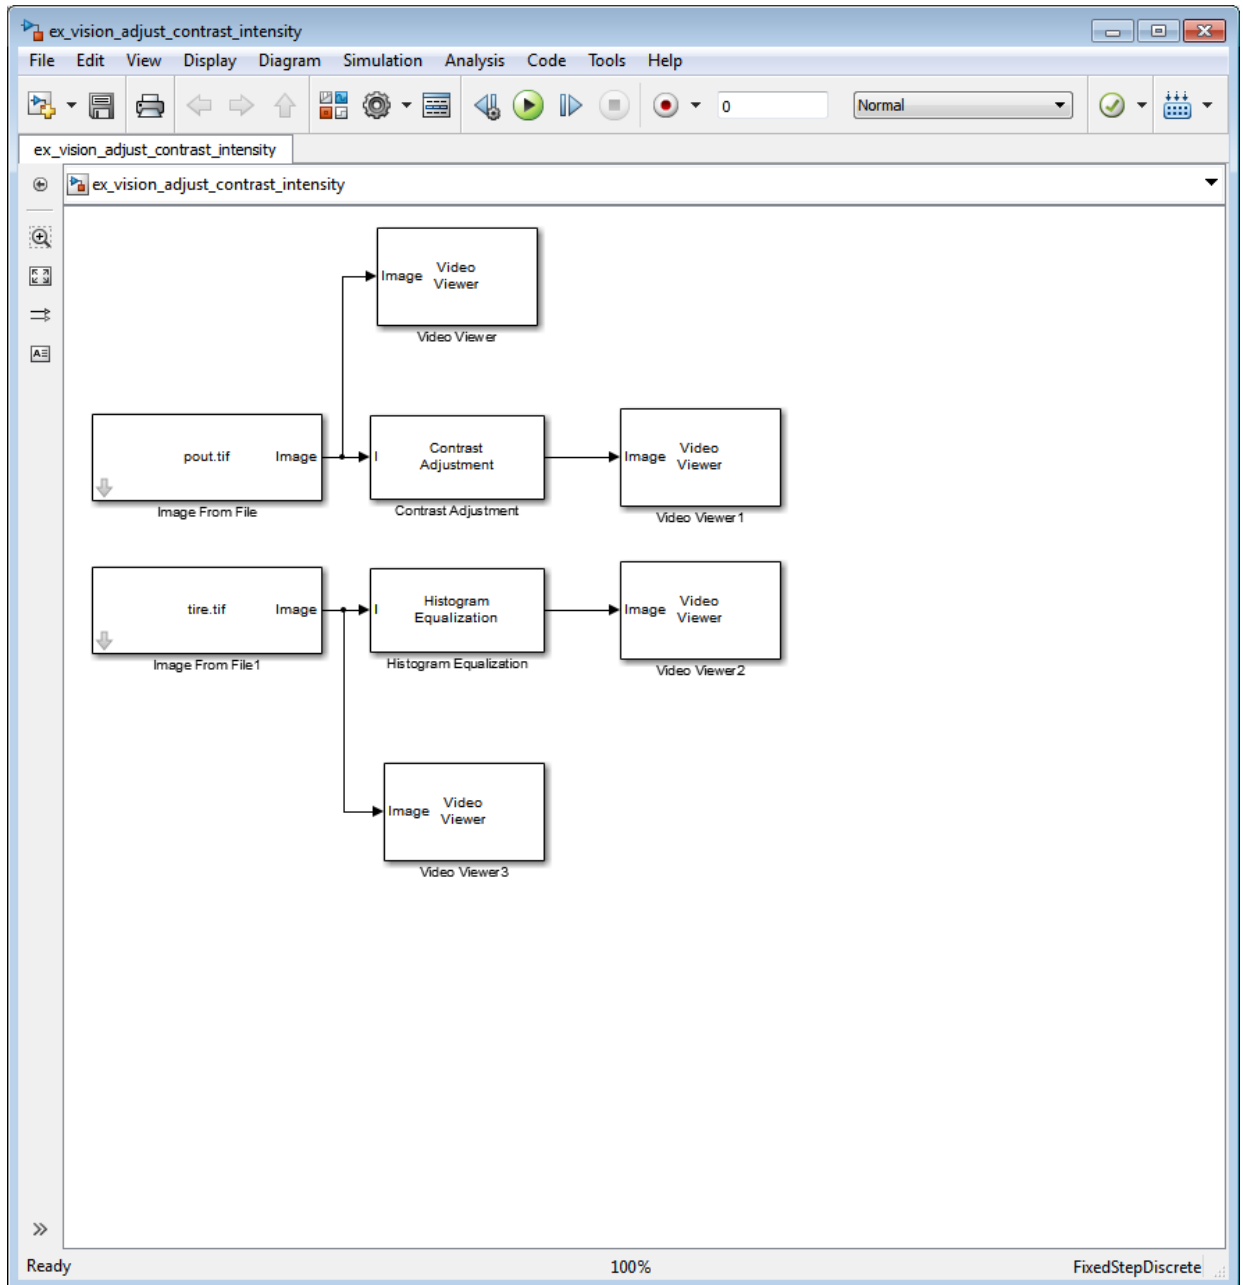 ex_vision_adjust_contrast_intensity
File Edit View Display Diagram Simulation Analysis Code Tools Help
0 Normal
ex_vision_adjust_contrast_intensity
ex_vision_adjust_contrast_intensity
Image Video
Viewer
Video Viewer
pout.tif Image
Image From File
I Contrast
Adjustment
Contrast Adjustment
Image Video
Viewer
Video Viewer1
tire.tif Image
Image From File1
I Histogram
Equalization
Histogram Equalization
Image Video
Viewer
Video Viewer2
Image Video
Viewer
Video Viewer3
Ready 100% FixedStepDiscrete